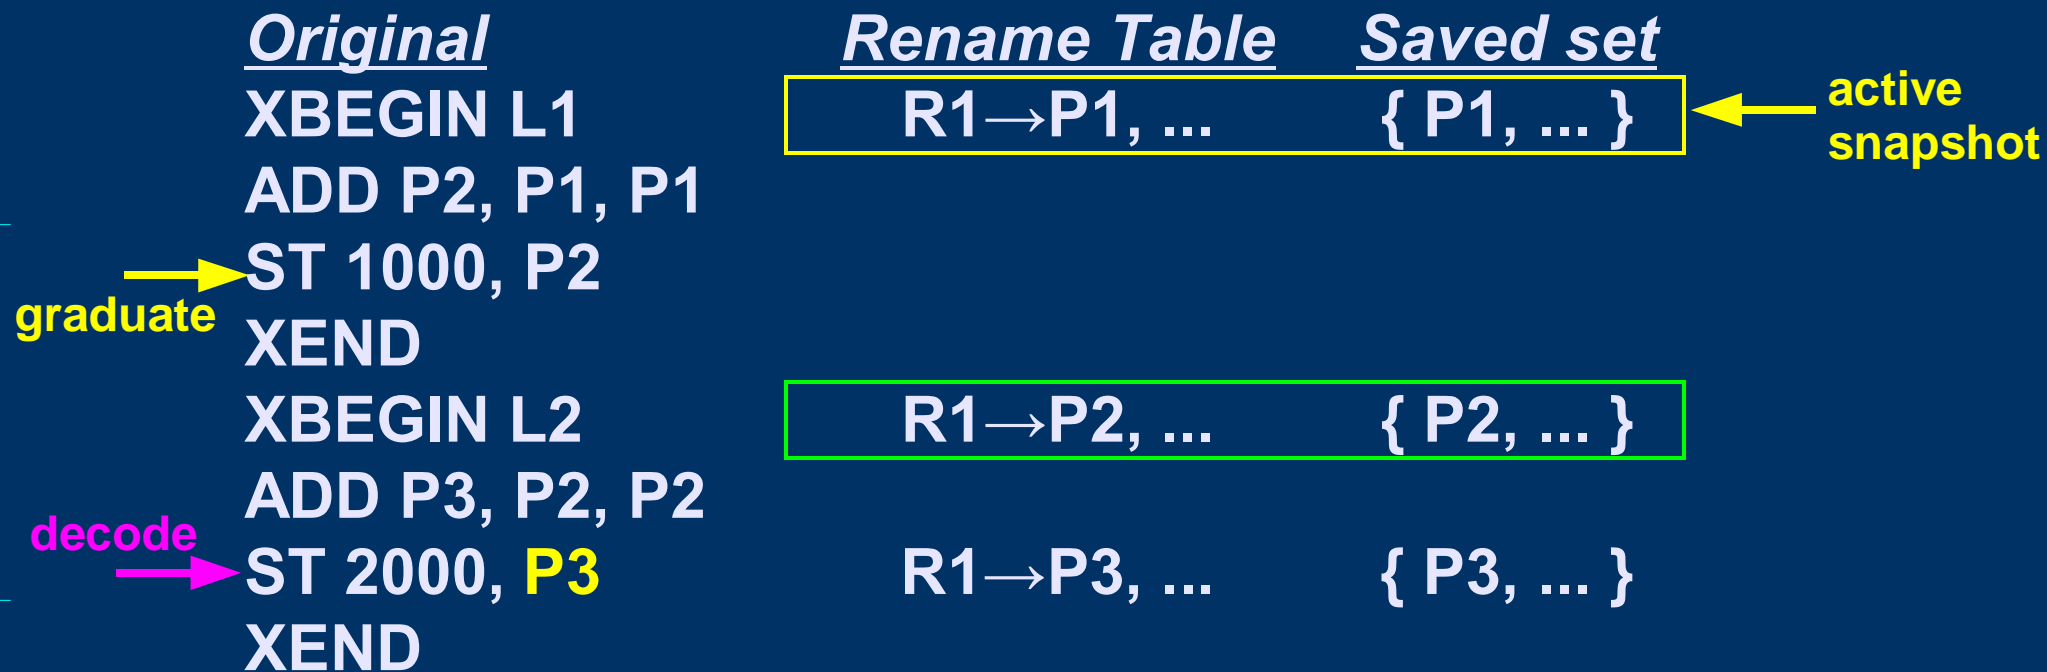 Original Rename Table Saved set
XBEGIN L1 R1→P1, ... { P1, ... } active snapshot
ADD P2, P1, P1
ST 1000, P2
graduate
XEND
XBEGIN L2 R1→P2, ... { P2, ... }
ADD P3, P2, P2
decode
ST 2000, P3 R1→P3, ... { P3, ... }
XEND